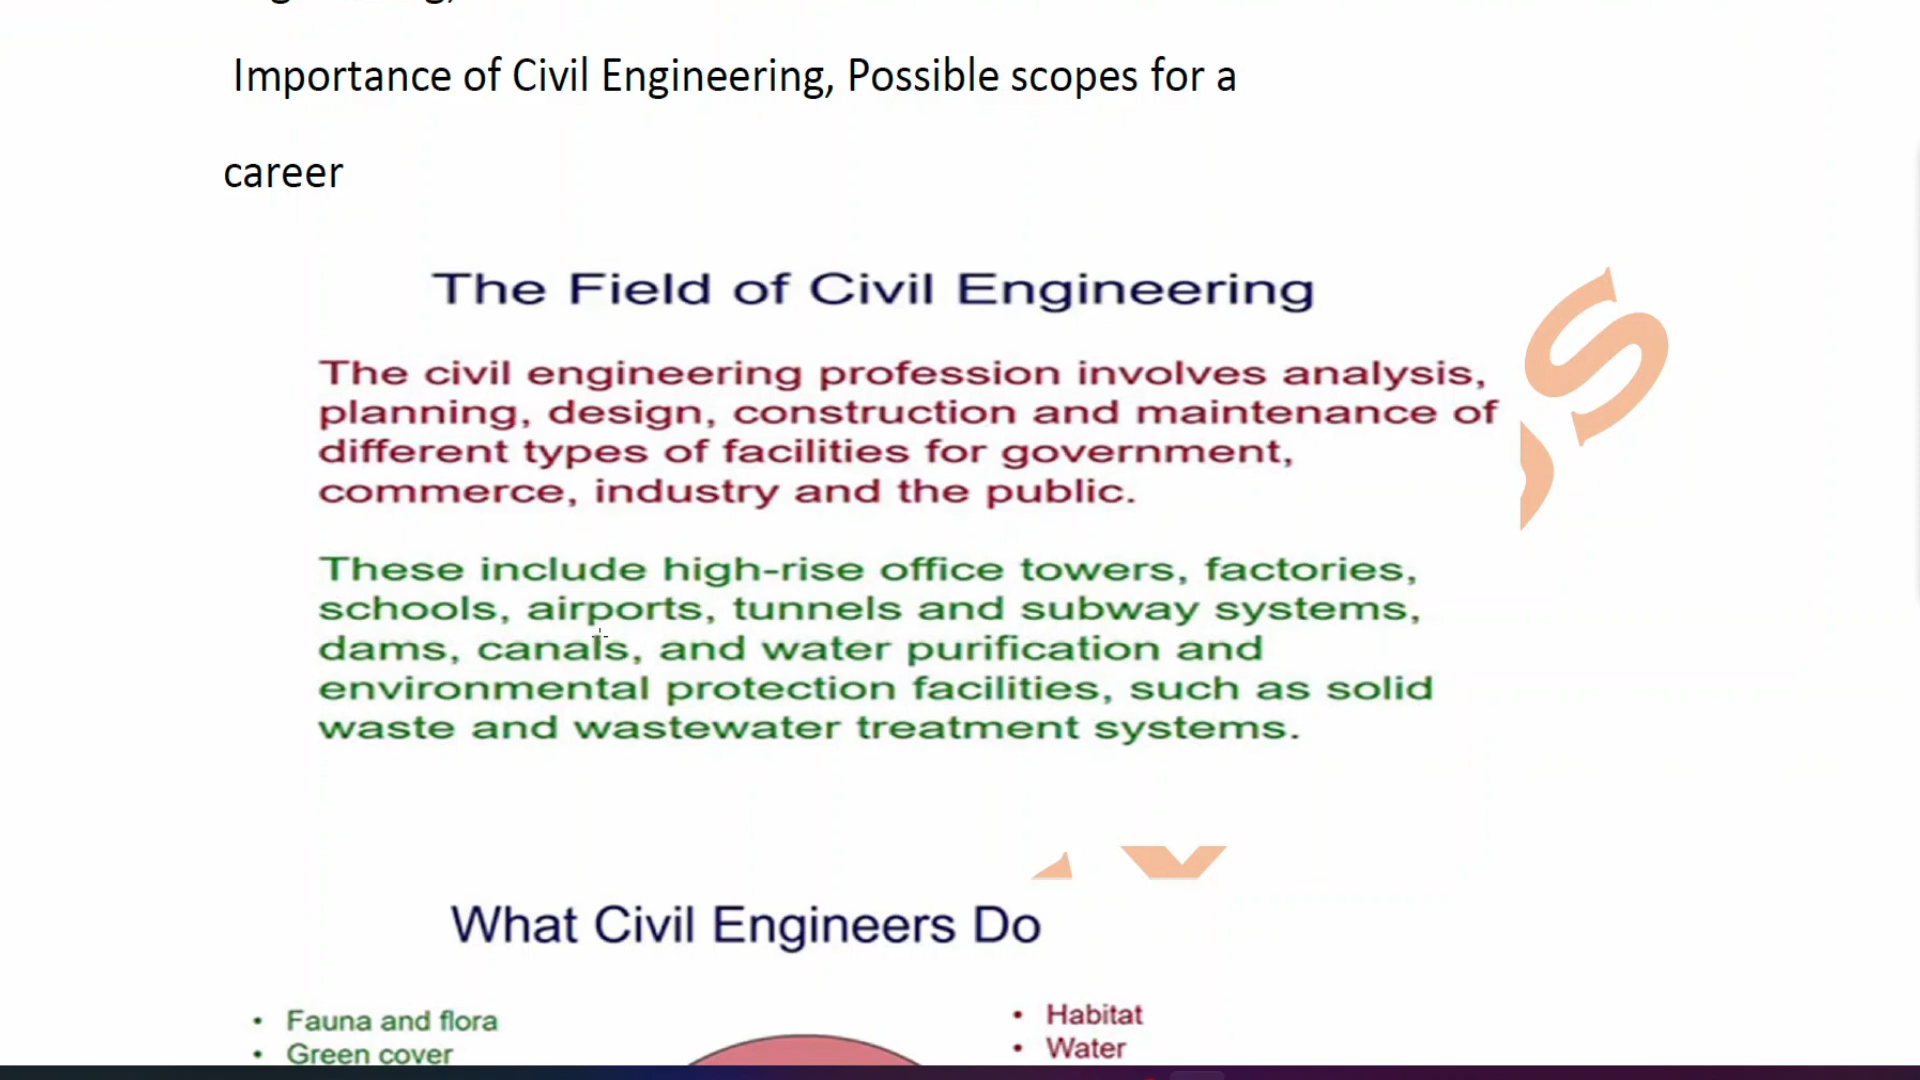 Importance of Civil Engineering, Possible scopes for a
career
The Field of Civil Engineering
The civil engineering profession involves analysis,
planning, design, construction and maintenance of
different types of facilities for government,
commerce, industry and the public.
These include high-rise office towers, factories,
schools, airports, tunnels and subway systems,
dams, canals, and water purification and
environmental protection facilities, such as solid
waste and wastewater treatment systems.
What Civil Engineers Do
• Fauna and flora
• Green cover
• Habitat
• Water